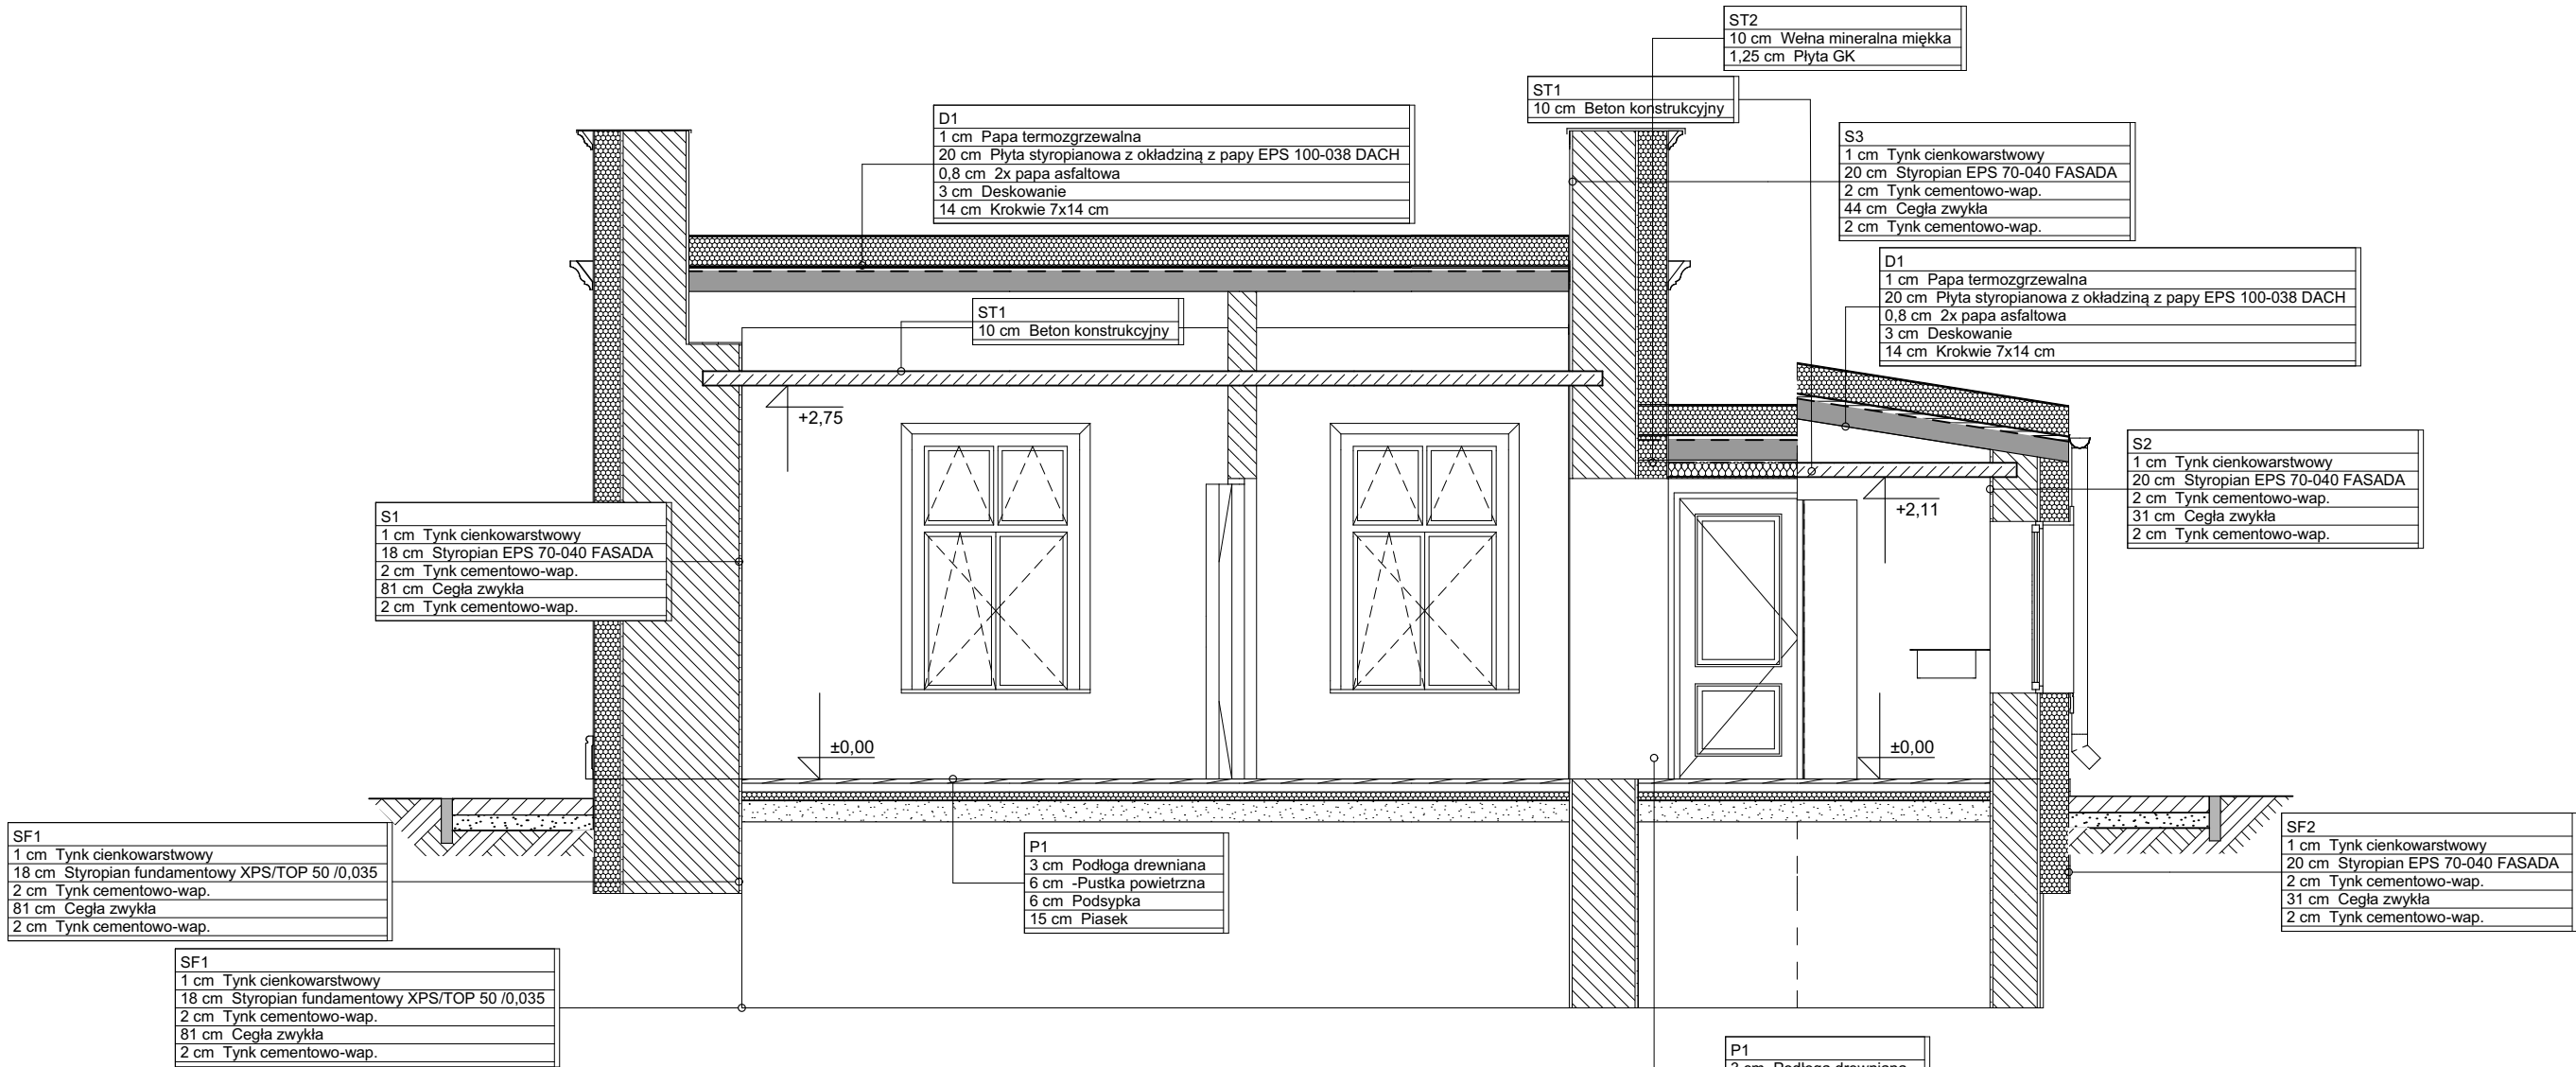 ST2
10 cm Wełna mineralna miękka
1,25 cm Płyta GK
ST1
10 cm Beton konstrukcyjny
D1
1 cm Papa termozgrzewalna
20 cm Płyta styropianowa z okładziną z papy EPS 100-038 DACH
0,8 cm 2x papa asfaltowa
3 cm Deskowanie
14 cm Krokwie 7x14 cm
S3
1 cm Tynk cienkowarstwowy
20 cm Styropian EPS 70-040 FASADA
2 cm Tynk cementowo-wap.
44 cm Cegła zwykła
2 cm Tynk cementowo-wap.
D1
1 cm Papa termozgrzewalna
20 cm Płyta styropianowa z okładziną z papy EPS 100-038 DACH
0,8 cm 2x papa asfaltowa
3 cm Deskowanie
14 cm Krokwie 7x14 cm
ST1
10 cm Beton konstrukcyjny
+2,75
S2
1 cm Tynk cienkowarstwowy
20 cm Styropian EPS 70-040 FASADA
2 cm Tynk cementowo-wap.
31 cm Cegła zwykła
2 cm Tynk cementowo-wap.
+2,11
S1
1 cm Tynk cienkowarstwowy
18 cm Styropian EPS 70-040 FASADA
2 cm Tynk cementowo-wap.
81 cm Cegła zwykła
2 cm Tynk cementowo-wap.
±0,00
±0,00
SF1
1 cm Tynk cienkowarstwowy
18 cm Styropian fundamentowy XPS/TOP 50 /0,035
2 cm Tynk cementowo-wap.
81 cm Cegła zwykła
2 cm Tynk cementowo-wap.
P1
3 cm Podłoga drewniana
6 cm -Pustka powietrzna
6 cm Podsypka
15 cm Piasek
SF2
1 cm Tynk cienkowarstwowy
20 cm Styropian EPS 70-040 FASADA
2 cm Tynk cementowo-wap.
31 cm Cegła zwykła
2 cm Tynk cementowo-wap.
SF1
1 cm Tynk cienkowarstwowy
18 cm Styropian fundamentowy XPS/TOP 50 /0,035
2 cm Tynk cementowo-wap.
81 cm Cegła zwykła
2 cm Tynk cementowo-wap.
P1
3 cm Podłoga drewniana